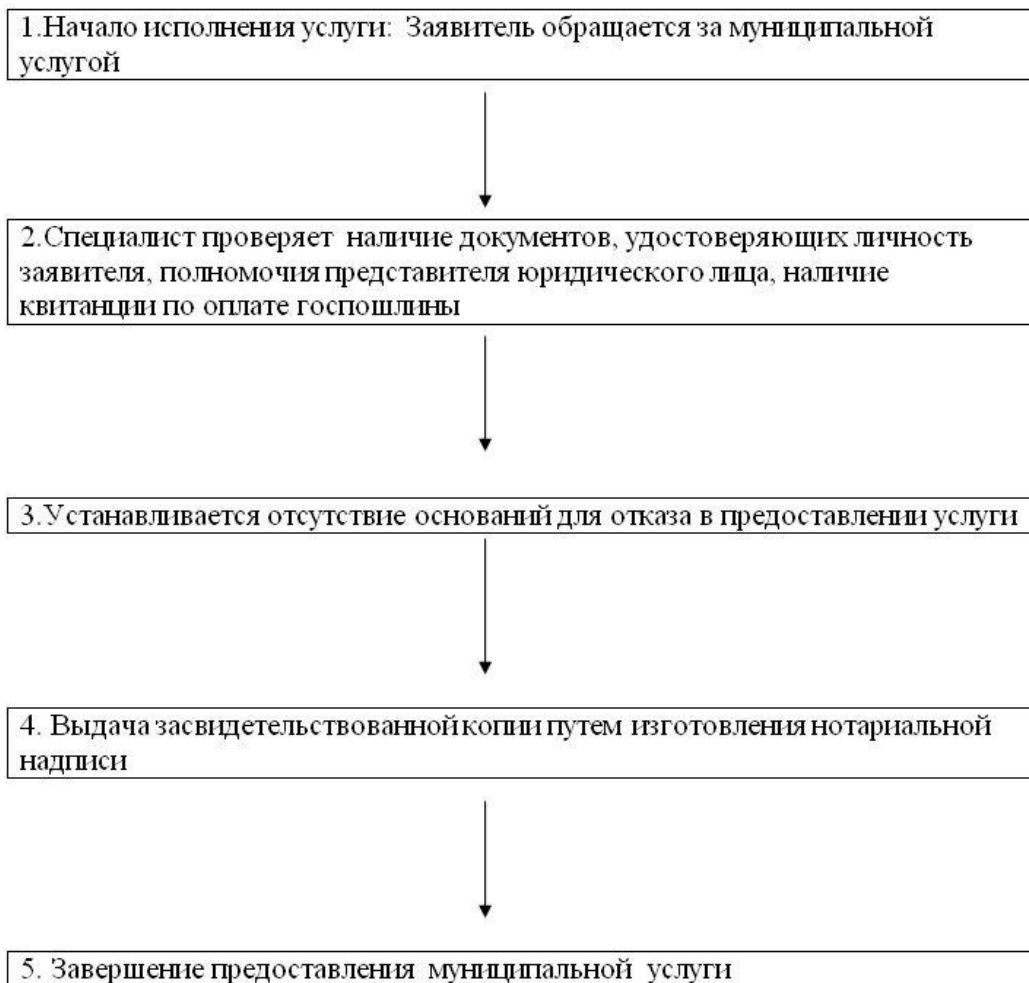 1.Начало исполнения услуги: Заявитель обращается за муниципальной
услугой
2.Специалист проверяет наличие документов, удостоверяющих личность
заявителя, полномочия представителя юридического лица, наличие
квитанции по оплате госпошлины
3.Устанавливается отсутствие оснований для отказа в предоставлении услуги
4. Выдача засвидетельствованной копии путем изготовления нотариальной
надписи
5. Завершение предоставления муниципальной услуги